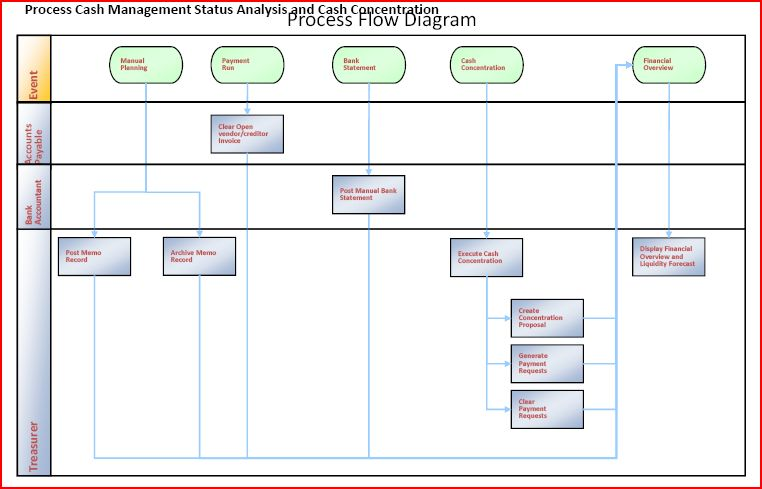 Process Cash Management Status Analysis and Cash Concentration
Process Flow Diagram
Event
Manual
Planning
Payment
Run
Bank
Statement
Cash
Concentration
Financial
Overview
Accounts
Payable
Clear Open
vendor/creditor
Invoice
Bank
Accountant
Post Manual Bank
Statement
Treasurer
Post Memo
Record
Archive Memo
Record
Execute Cash
Concentration
Display Financial
Overview and
Liquidity Forecast
Create
Concentration
Proposal
Generate
Payment
Requests
Clear
Payment
Requests